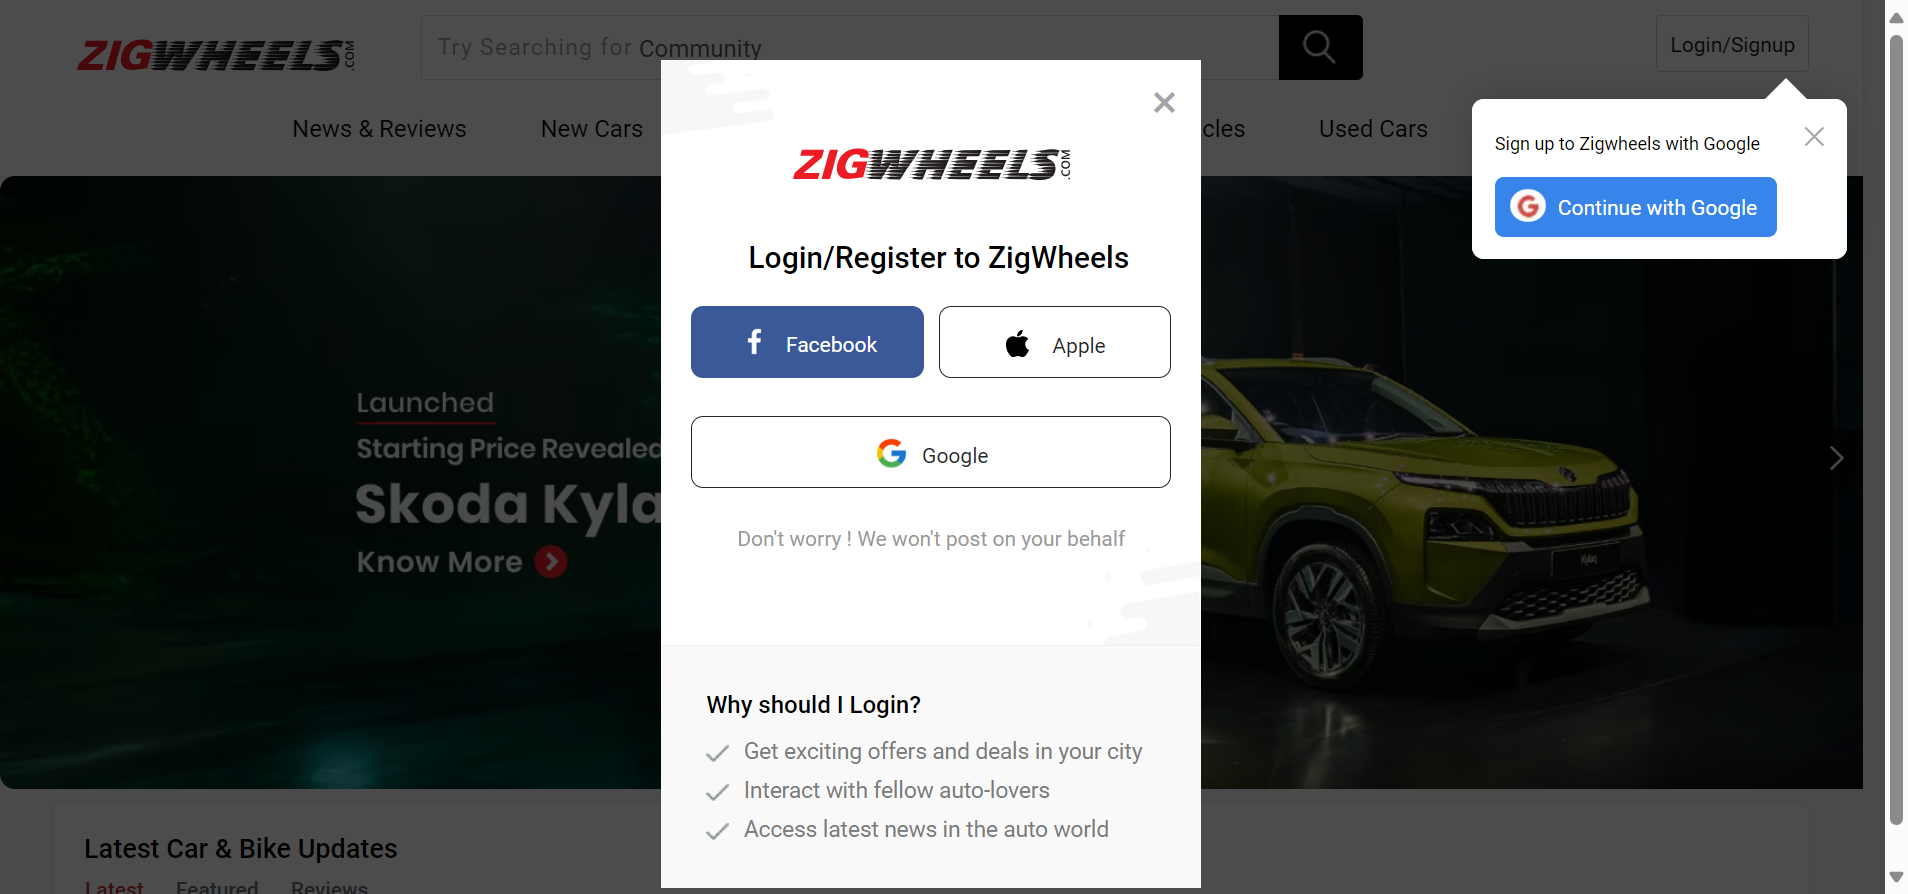 ZIGWHEELS.COM
Try Searching for Community
Login/Signup
News & Reviews
New Cars
cles
Used Cars
Sign up to Zigwheels with Google
Continue with Google
ZIGWHEELS.COM
Login/Register to ZigWheels
Facebook
Apple
Google
Don't worry ! We won't post on your behalf
Launched
Starting Price Revealed
Skoda Kyla
Know More
Kylaq
Why should I Login?
Get exciting offers and deals in your city
Interact with fellow auto-lovers
Access latest news in the auto world
Latest Car & Bike Updates
Latest
Featured
Reviews